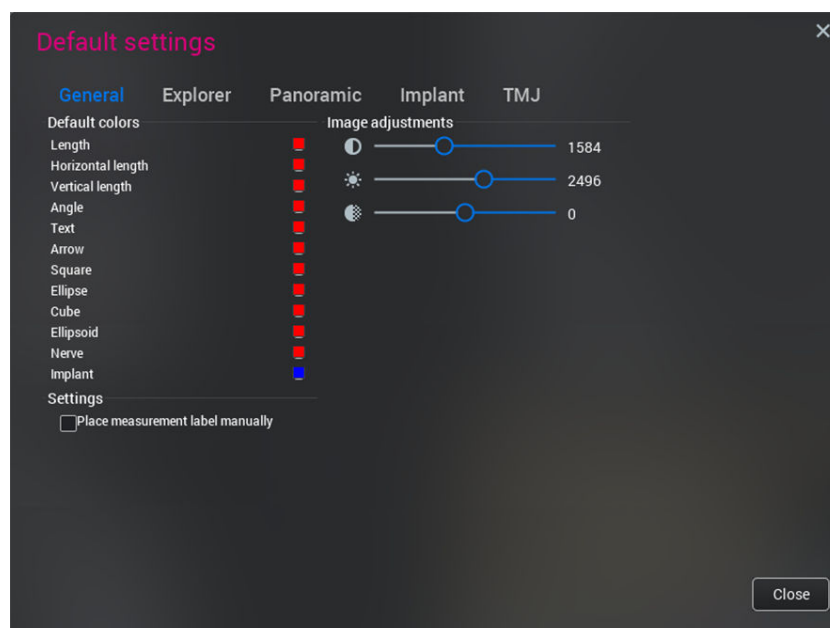 Default settings
General Explorer Panoramic Implant TMJ
Default colors
Length
Horizontal length
Vertical length
Angle
Text
Arrow
Square
Ellipse
Cube
Ellipsoid
Nerve
Implant
Settings
Place measurement label manually
Image adjustments
1584
2496
0
Close